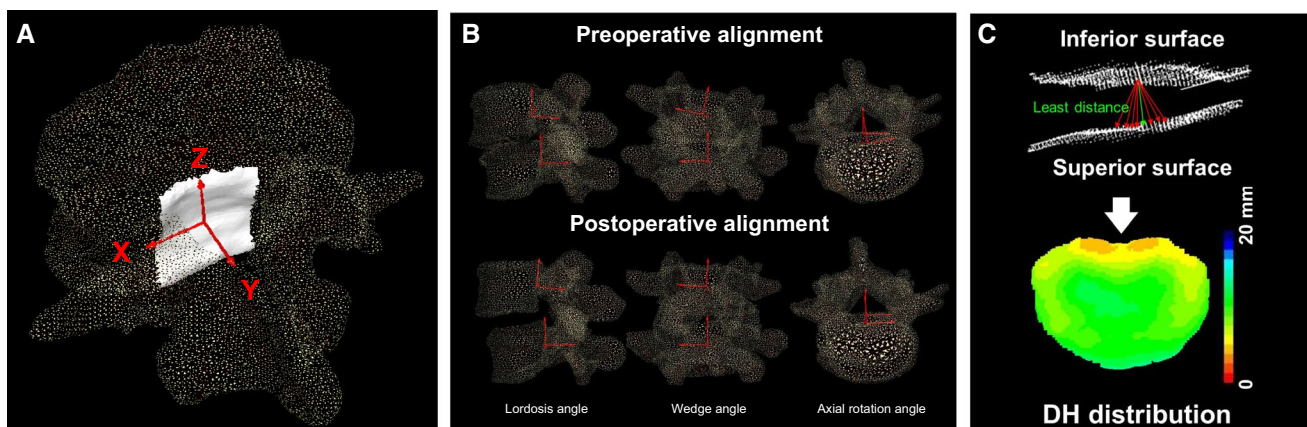 A
Z
X
Y
B
Preoperative alignment
Postoperative alignment
Lordosis angle
Wedge angle
Axial rotation angle
C
Inferior surface
Least distance
Superior surface
20 mm
0
DH distribution